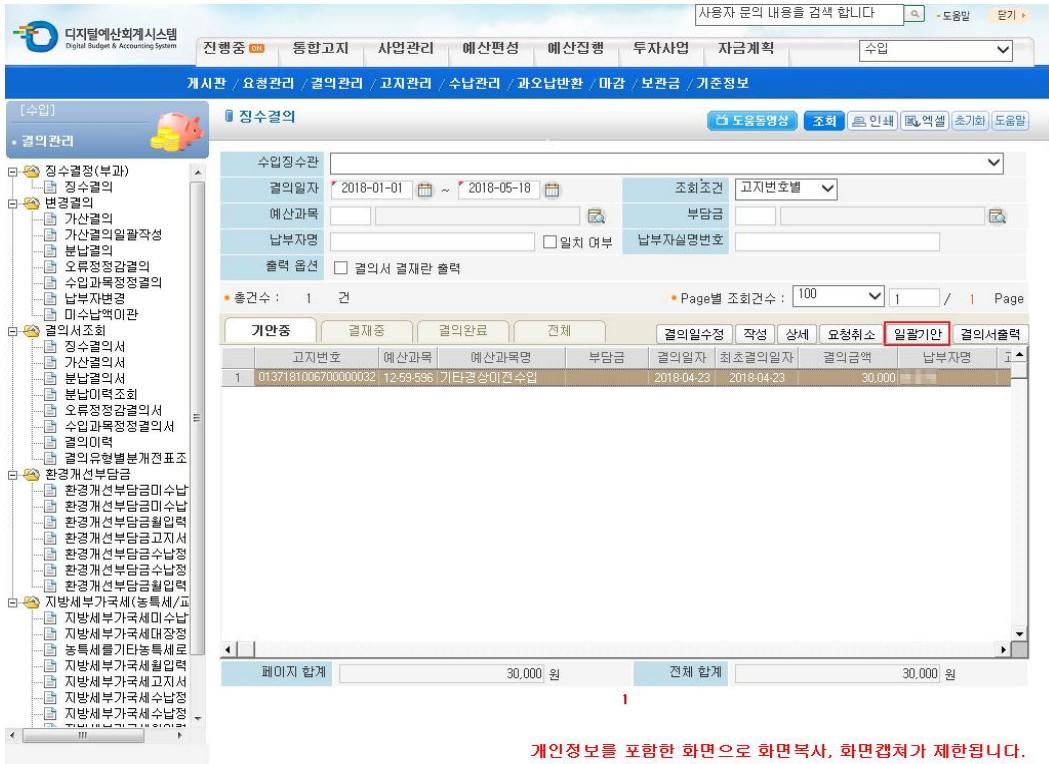 사용자 문의 내용을 검색 합니다
도움말
닫기
디지털예산회계시스템
Digital Budget & Accounting System
진행중 ON 통합고지 사업관리 예산편성 예산집행 투자사업 자금계획 수입
게시판 / 요청관리 / 결의관리 / 고지관리 / 수납관리 / 과오납반환 / 마감 / 보관금 / 기준정보
[수입]
• 결의관리
징수결정(부과)
징수결의
변경결의
가산결의
가산결의일괄작성
분납결의
오류정정감결의
수입과목정정결의
납부자변경
미수납액이관
결의서조회
징수결의서
가산결의서
분납결의서
분납이력조회
오류정정감결의서
수입과목정정결의서
결의이력
결의유형별분개전표조
환경개선부담금
환경개선부담금미수납
환경개선부담금미수납
환경개선부담금월입력
환경개선부담금고지서
환경개선부담금수납정
환경개선부담금수납정
환경개선부담금월입력
지방세부가국세(농특세/교
지방세부가국세미수납
지방세부가국세대장정
농특세를기타농특세로
지방세부가국세월입력
지방세부가국세고지서
지방세부가국세수납정
지방세부가국세수납정
징수결의
도움동영상 조회 인쇄 엑셀 초기화 도움말
수입징수관
결의일자 2018-01-01 ~ 2018-05-18 조회조건 고지번호별
예산과목 부담금
납부자명 일치 여부 납부자실명번호
출력 옵션 결의서 결재란 출력
• 총건수 : 1 건 • Page별 조회건수 : 100 1 / 1 Page
기안중 결재중 결의완료 전체 결의일수정 작성 상세 요청취소 일괄기안 결의서출력
고지번호 예산과목 예산과목명 부담금 결의일자 최초결의일자 결의금액 납부자명
1 0137181006700000032 12-59-596 기타경상이전수입 2018-04-23 2018-04-23 30,000
페이지 합계 30,000 원 전체 합계 30,000 원
1
개인정보를 포함한 화면으로 화면복사, 화면캡쳐가 제한됩니다.